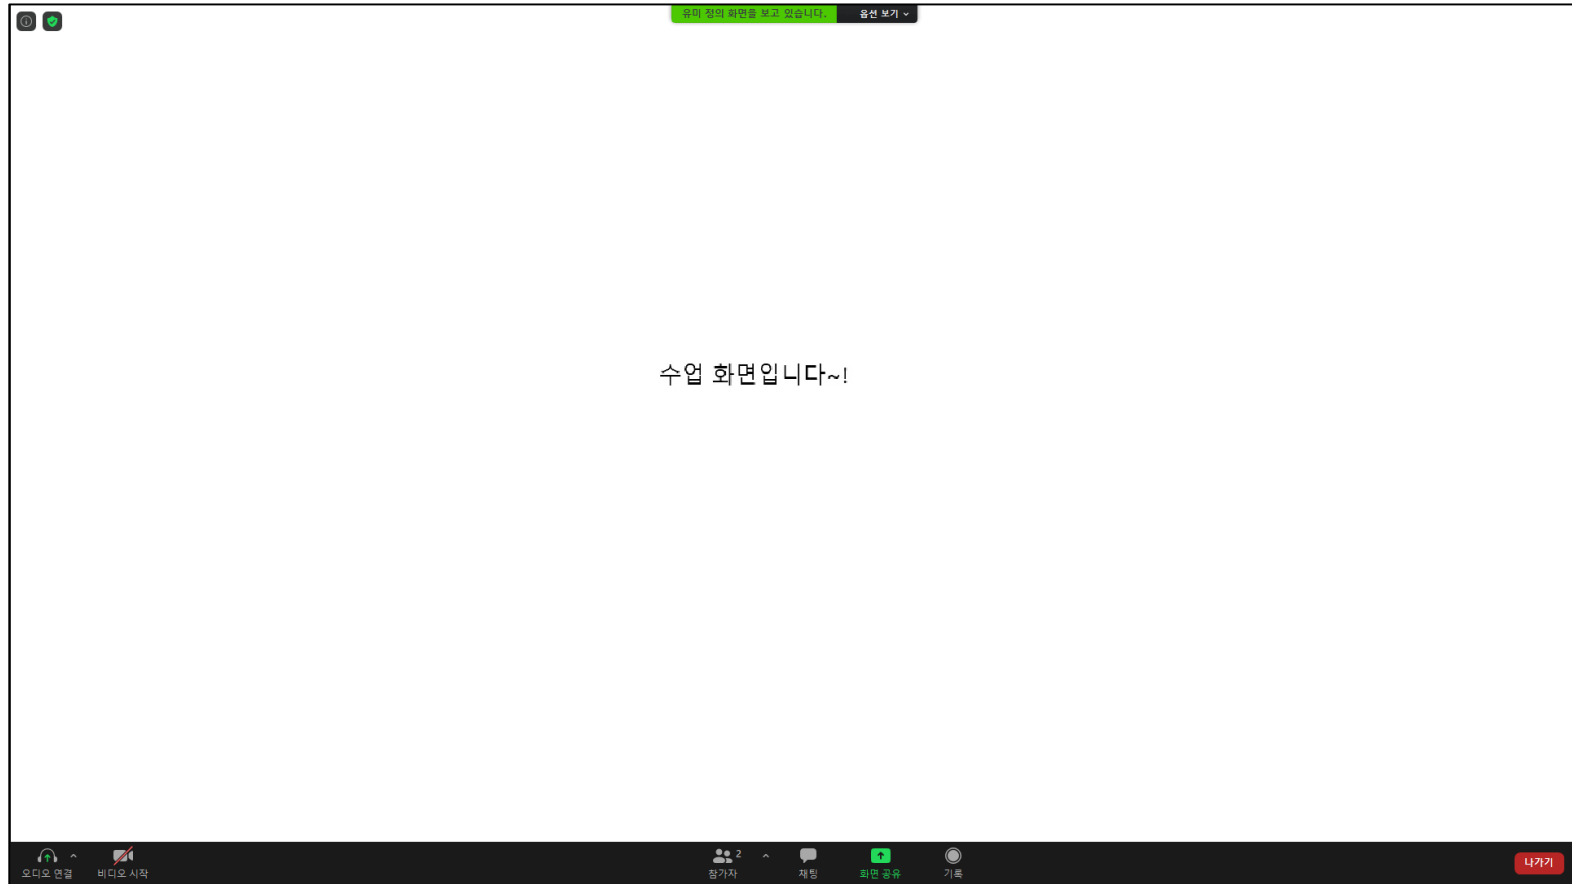 유미 정의 화면을 보고 있습니다. 옵션 보기
수업 화면입니다~!
오디오 연결 비디오 시작 참가자 2 채팅 화면 공유 기록 나가기